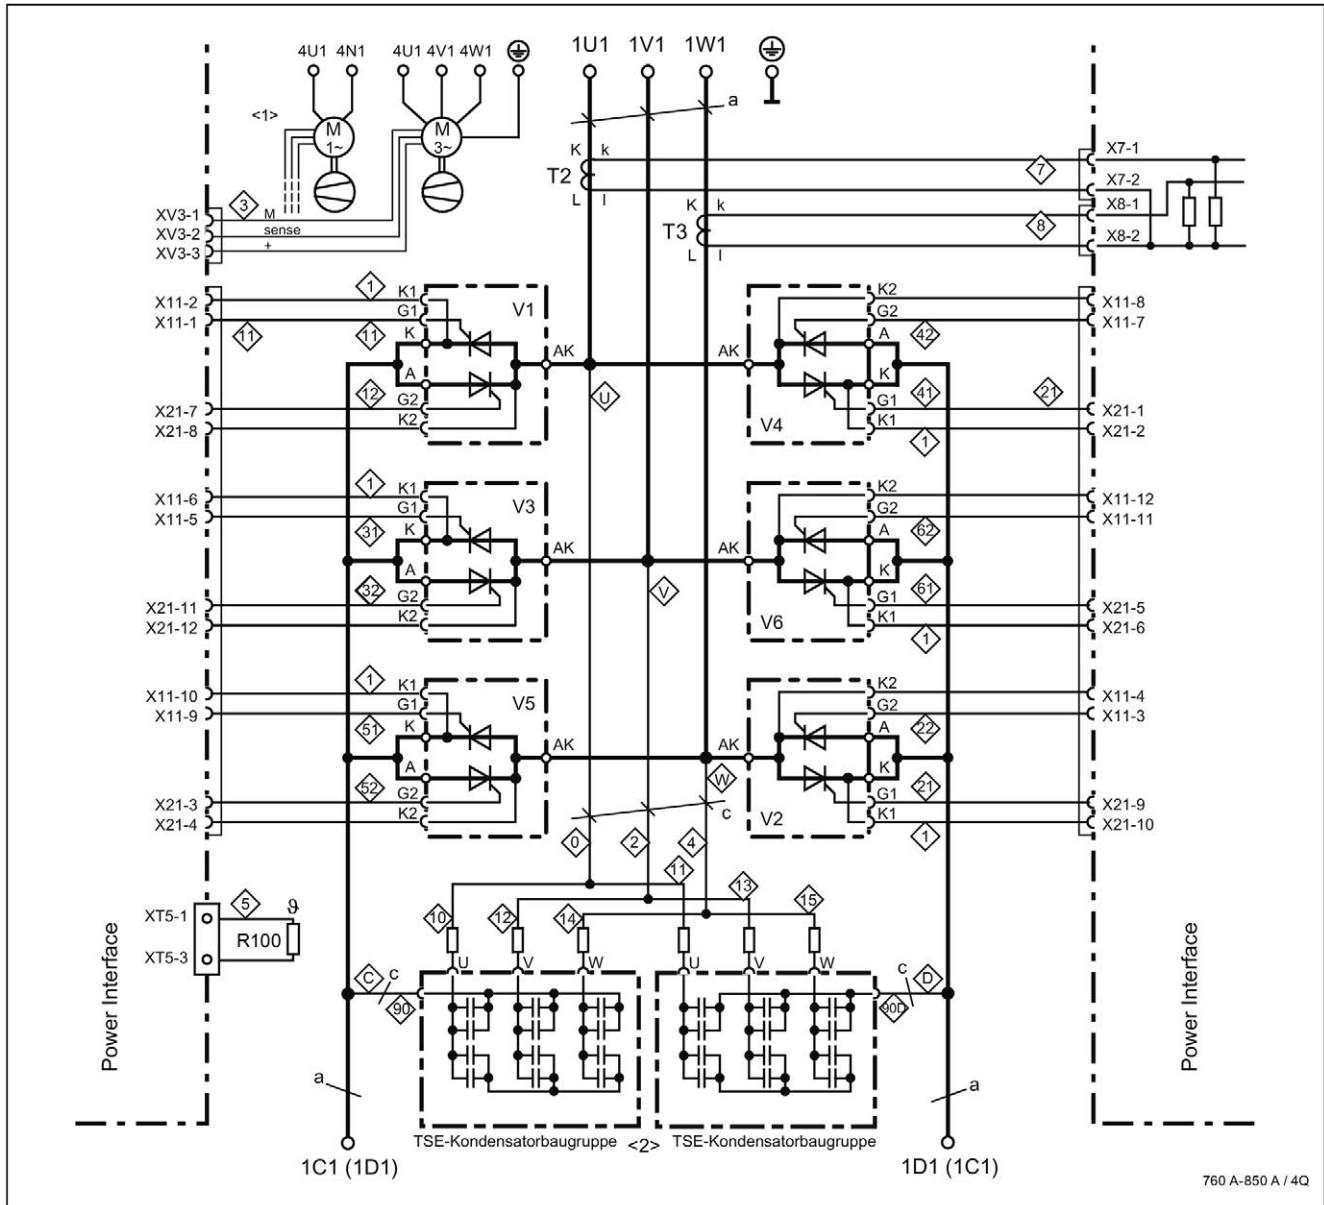 4U1 4N1 4U1 4V1 4W1 1U1 1V1 1W1
<1> M 1~ M 3~ a
K k X7-1
T2 7 X7-2
L l
3 K k X8-1
XV3-1 M T3 8
XV3-2 sense X8-2
XV3-3 + L l
1 K1 K2
X11-2 V1 X11-8
G1 G2
X11-1 X11-7
11 11 K A 42
AK AK
12 A K 41 21
U
X21-7 G2 G1 X21-1
X21-8 K2 V4 K1 X21-2
1
1 K1 K2
X11-6 V3 X11-12
X11-5 G1 G2 X11-11
31 K A 62
AK AK
32 A K 61
V
X21-11 G2 G1 X21-5
X21-12 K2 V6 K1 X21-6
1
1 K1 K2
X11-10 V5 X11-4
X11-9 G1 G2 X11-3
51 K A 22
AK AK
52 A W K 21
X21-3 G2 c G1 X21-9
X21-4 K2 V2 K1 X21-10
0 2 4 1
11 13 15
5 ϑ
XT5-1 10 12 14
R100
XT5-3
U V W U V W
C c c D
90 90D
Power Interface
Power Interface
a a
TSE-Kondensatorbaugruppe <2> TSE-Kondensatorbaugruppe
1C1 (1D1) 1D1 (1C1)
760 A-850 A / 4Q